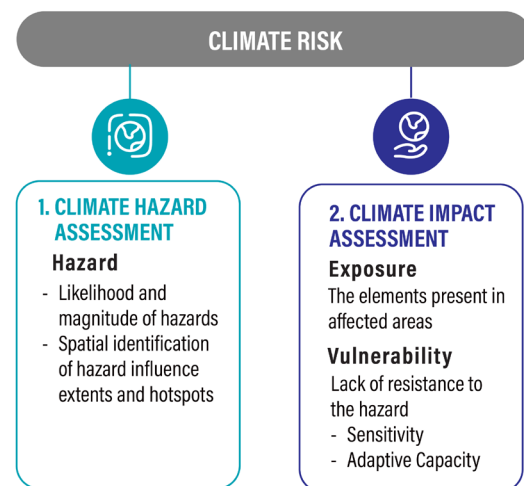 CLIMATE RISK
1. CLIMATE HAZARD
ASSESSMENT
Hazard
- Likelihood and
magnitude of hazards
- Spatial identification
of hazard influence
extents and hotspots
2. CLIMATE IMPACT
ASSESSMENT
Exposure
The elements present in
affected areas
Vulnerability
Lack of resistance to
the hazard
- Sensitivity
- Adaptive Capacity